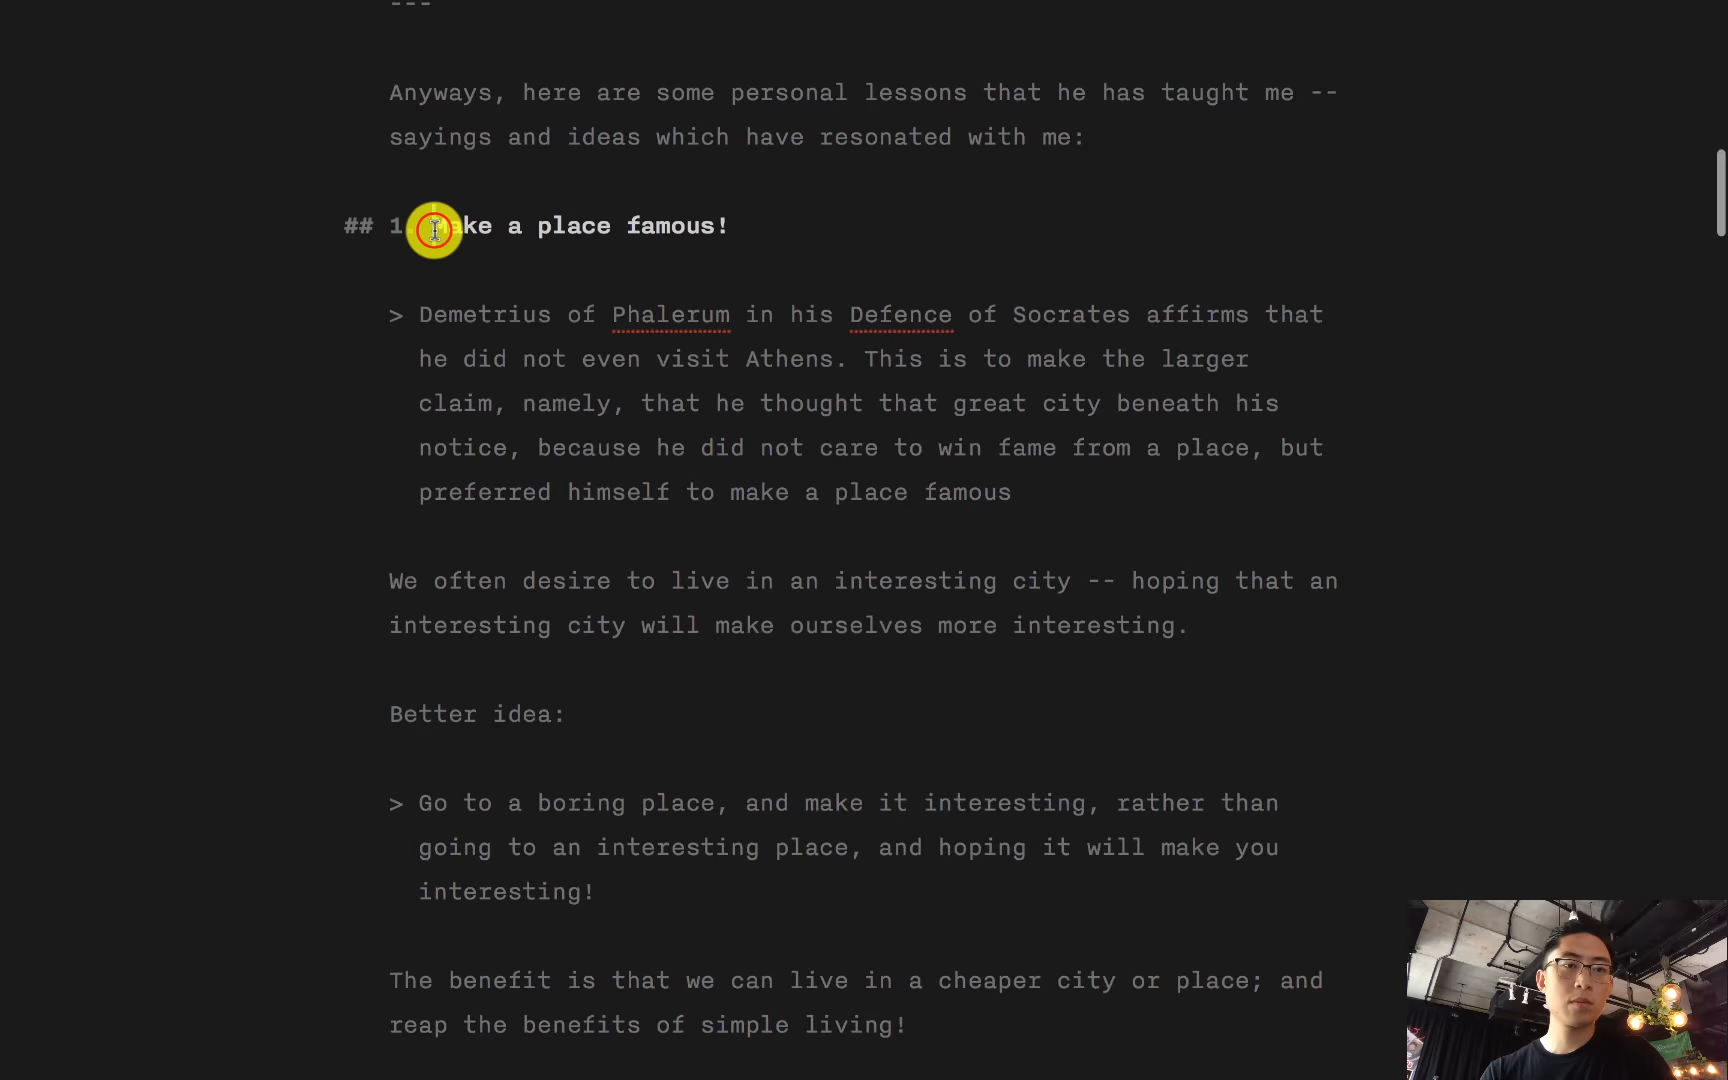 ---
Anyways, here are some personal lessons that he has taught me --
sayings and ideas which have resonated with me:
## 1. Make a place famous!
> Demetrius of Phalerum in his Defence of Socrates affirms that
he did not even visit Athens. This is to make the larger
claim, namely, that he thought that great city beneath his
notice, because he did not care to win fame from a place, but
preferred himself to make a place famous
We often desire to live in an interesting city -- hoping that an
interesting city will make ourselves more interesting.
Better idea:
> Go to a boring place, and make it interesting, rather than
going to an interesting place, and hoping it will make you
interesting!
The benefit is that we can live in a cheaper city or place; and
reap the benefits of simple living!